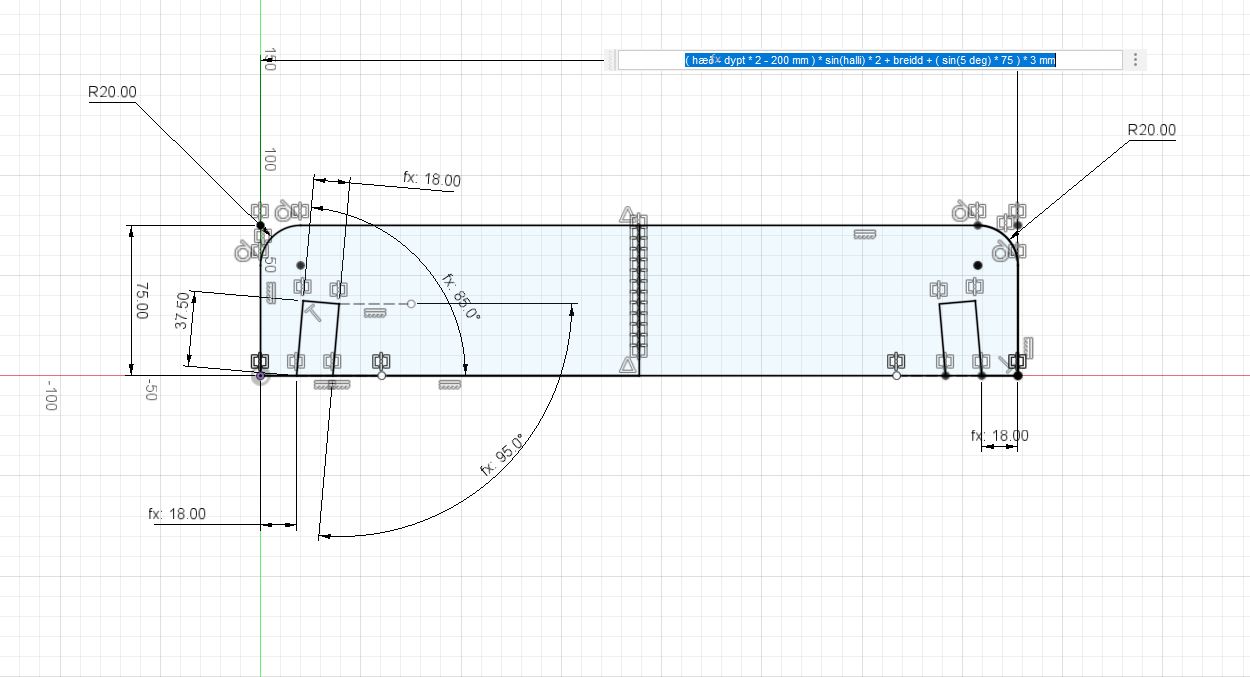 150
( hæð - dypt * 2 - 200 mm ) * sin(halli) * 2 + breidd + ( sin(5 deg) * 75 ) * 3 mm
R20.00
R20.00
100
fx: 18.00
50
fx: 85.0°
75.00
37.50
-100
-50
fx: 18.00
fx: 95.0°
fx: 18.00